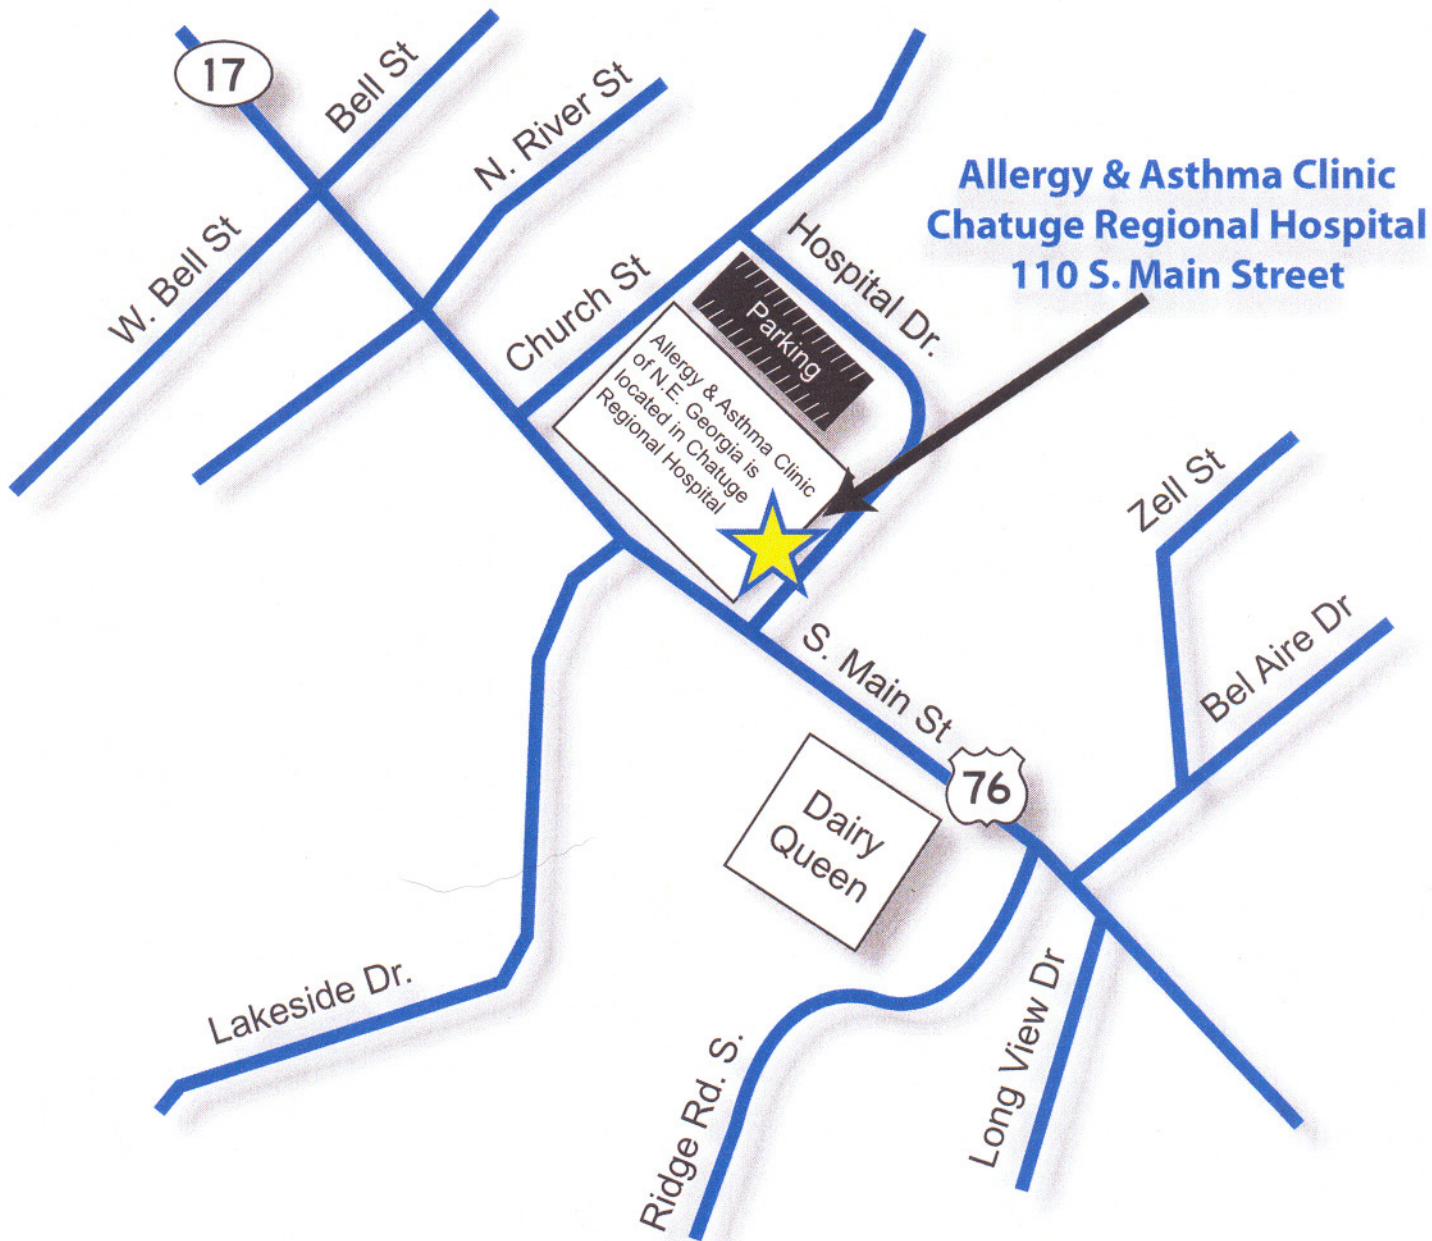 17
Bell St
N. River St
W. Bell St
Church St
Hospital Dr.
Parking
Allergy & Asthma Clinic
Chatuge Regional Hospital
110 S. Main Street
Allergy & Asthma Clinic
of N.E. Georgia is
located in Chatuge
Regional Hospital
Zell St
Bel Aire Dr
S. Main St
76
Dairy
Queen
Lakeside Dr.
Ridge Rd. S.
Long View Dr